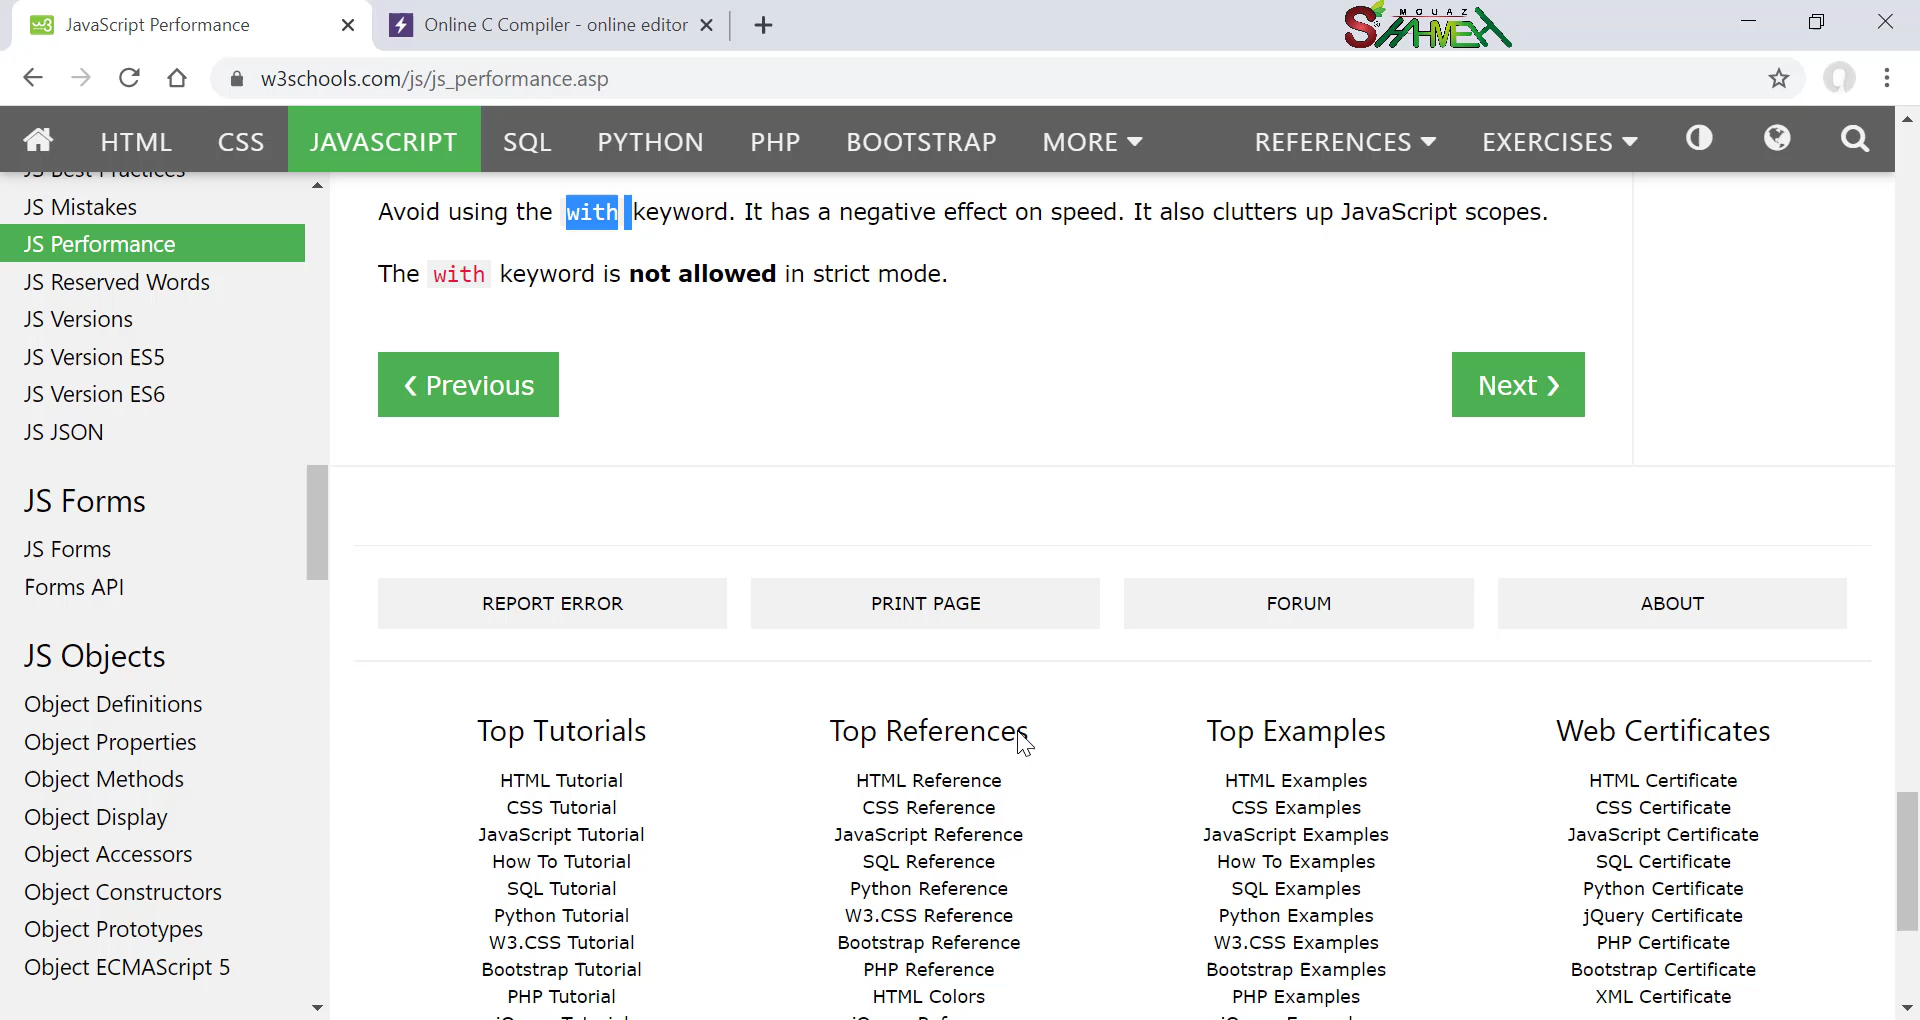 JavaScript Performance
Online C Compiler - online editor
MOUAZ
SHAHMEX
w3schools.com/js/js_performance.asp
HTML CSS JAVASCRIPT SQL PYTHON PHP BOOTSTRAP MORE REFERENCES EXERCISES
JS Best Practices
JS Mistakes
JS Performance
JS Reserved Words
JS Versions
JS Version ES5
JS Version ES6
JS JSON
JS Forms
JS Forms
Forms API
JS Objects
Object Definitions
Object Properties
Object Methods
Object Display
Object Accessors
Object Constructors
Object Prototypes
Object ECMAScript 5
Avoid using the with keyword. It has a negative effect on speed. It also clutters up JavaScript scopes.
The with keyword is not allowed in strict mode.
❮ Previous
Next ❯
REPORT ERROR
PRINT PAGE
FORUM
ABOUT
Top Tutorials
HTML Tutorial
CSS Tutorial
JavaScript Tutorial
How To Tutorial
SQL Tutorial
Python Tutorial
W3.CSS Tutorial
Bootstrap Tutorial
PHP Tutorial
Top References
HTML Reference
CSS Reference
JavaScript Reference
SQL Reference
Python Reference
W3.CSS Reference
Bootstrap Reference
PHP Reference
HTML Colors
Top Examples
HTML Examples
CSS Examples
JavaScript Examples
How To Examples
SQL Examples
Python Examples
W3.CSS Examples
Bootstrap Examples
PHP Examples
Web Certificates
HTML Certificate
CSS Certificate
JavaScript Certificate
SQL Certificate
Python Certificate
jQuery Certificate
PHP Certificate
Bootstrap Certificate
XML Certificate